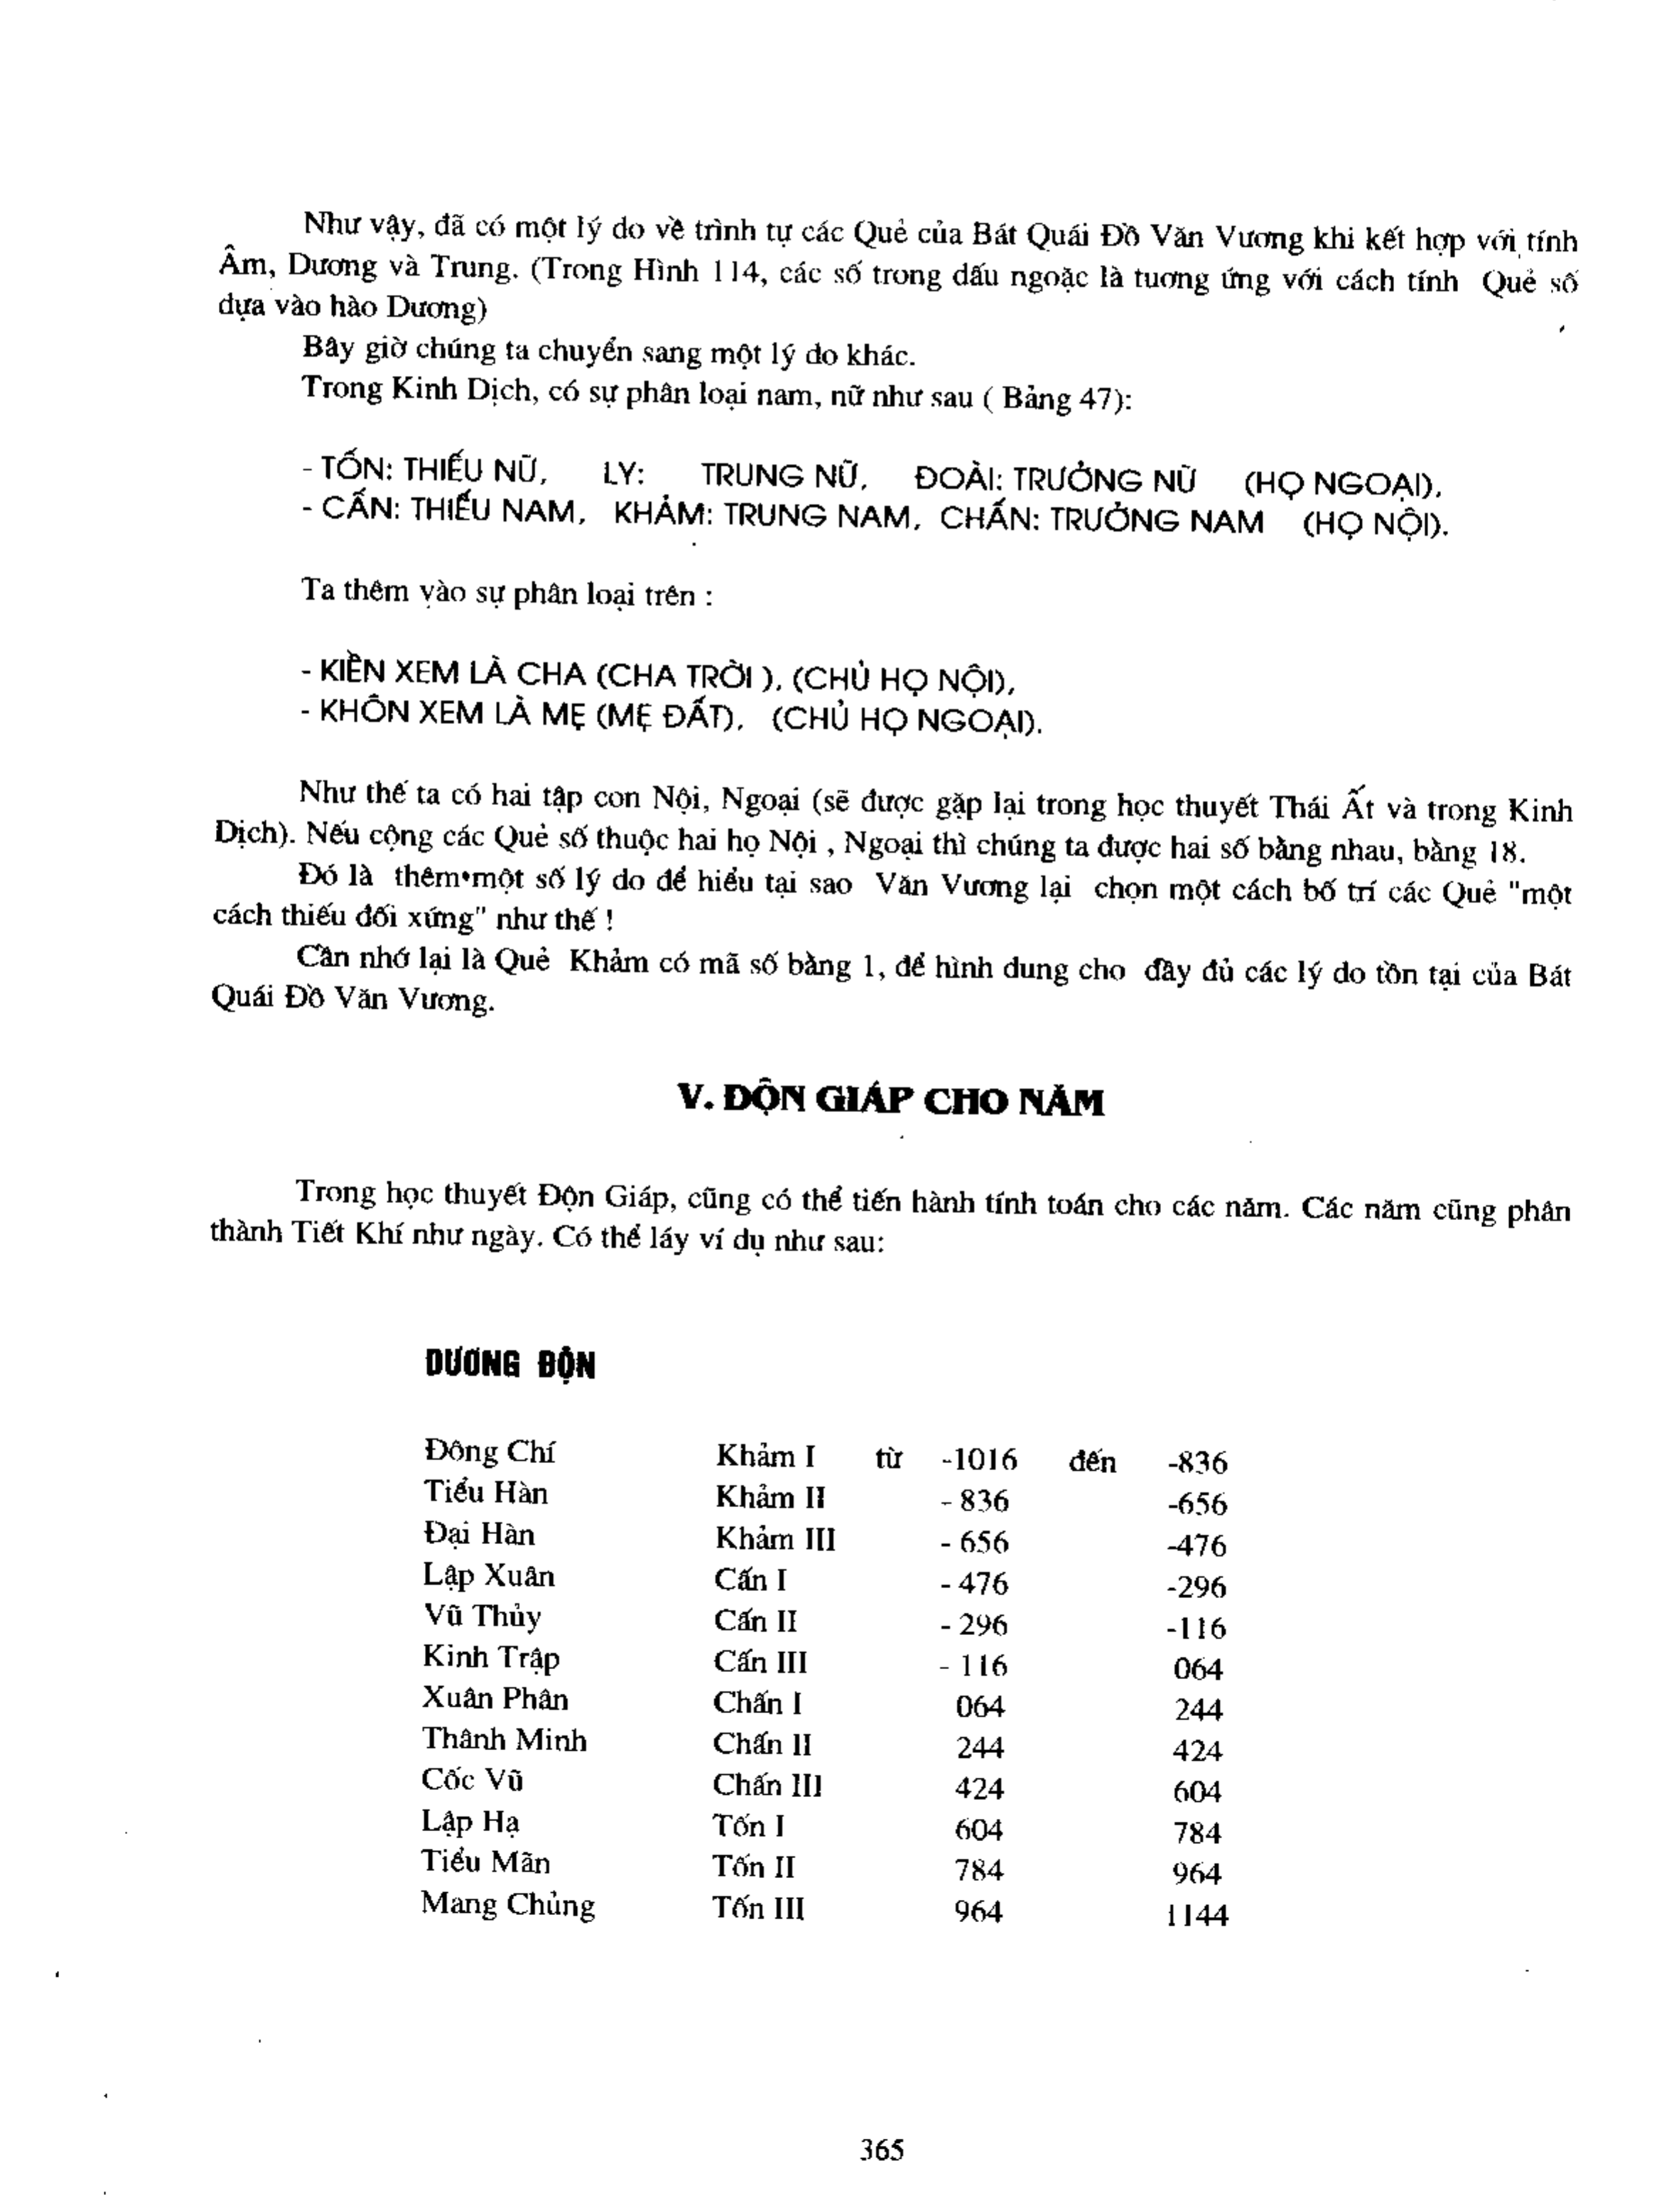 Như vậy, đã có một lý do về trình tự các Quẻ của Bát Quái Đồ Văn Vương khi kết hợp với tính
Âm, Dương và Trung. (Trong Hình 114, các số trong dấu ngoặc là tuơng ứng với cách tính Quẻ số
dựa vào hào Dương)
Bây giờ chúng ta chuyển sang một lý do khác.
Trong Kinh Dịch, có sự phân loại nam, nữ như sau ( Bảng 47):
- TỐN: THIẾU NỮ, LY: TRUNG NỮ, ĐOÀI: TRƯỞNG NỮ (HỌ NGOẠI),
- CẤN: THIẾU NAM, KHẢM: TRUNG NAM, CHẤN: TRƯỞNG NAM (HỌ NỘI).
Ta thêm vào sự phân loại trên :
- KIỀN XEM LÀ CHA (CHA TRỜI ), (CHỦ HỌ NỘI),
- KHÔN XEM LÀ MẸ (MẸ ĐẤT), (CHỦ HỌ NGOẠI).
Như thế ta có hai tập con Nội, Ngoại (sẽ được gặp lại trong học thuyết Thái Ất và trong Kinh
Dịch). Nếu cộng các Quẻ số thuộc hai họ Nội , Ngoại thì chúng ta được hai số bằng nhau, bằng 18.
Đó là thêm một số lý do để hiểu tại sao Văn Vương lại chọn một cách bố trí các Quẻ "một
cách thiếu đối xứng" như thế !
Cần nhớ lại là Quẻ Khảm có mã số bằng 1, để hình dung cho đầy đủ các lý do tồn tại của Bát
Quái Đồ Văn Vương.
V. ĐỘN GIÁP CHO NĂM
Trong học thuyết Độn Giáp, cũng có thể tiến hành tính toán cho các năm. Các năm cũng phân
thành Tiết Khí như ngày. Có thể láy ví dụ như sau:
DƯƠNG ĐỘN
Đông Chí Khảm I từ -1016 đến -836
Tiểu Hàn Khảm II - 836 -656
Đại Hàn Khảm III - 656 -476
Lập Xuân Cấn I - 476 -296
Vũ Thủy Cấn II - 296 -116
Kinh Trập Cấn III - 116 064
Xuân Phân Chấn I 064 244
Thanh Minh Chấn II 244 424
Cốc Vũ Chấn III 424 604
Lập Hạ Tốn I 604 784
Tiểu Mãn Tốn II 784 964
Mang Chủng Tốn III 964 1144
365